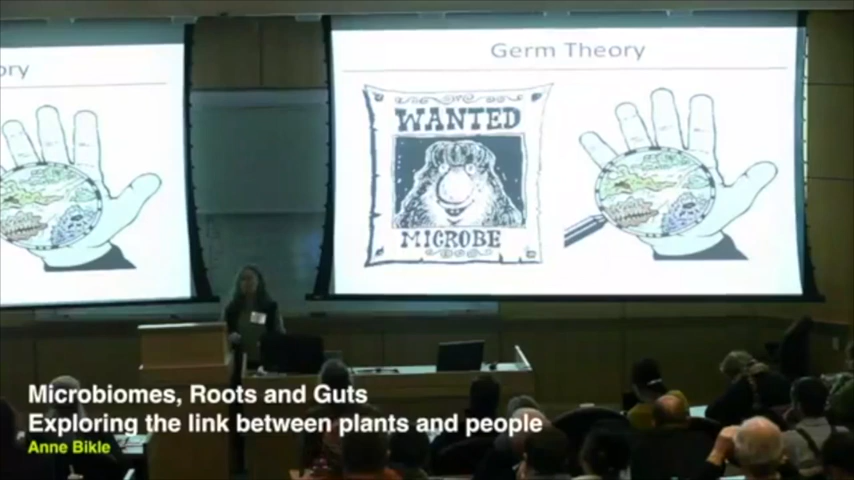 ory
Germ Theory
WANTED
MICROBE
Microbiomes, Roots and Guts
Exploring the link between plants and people
Anne Bikle